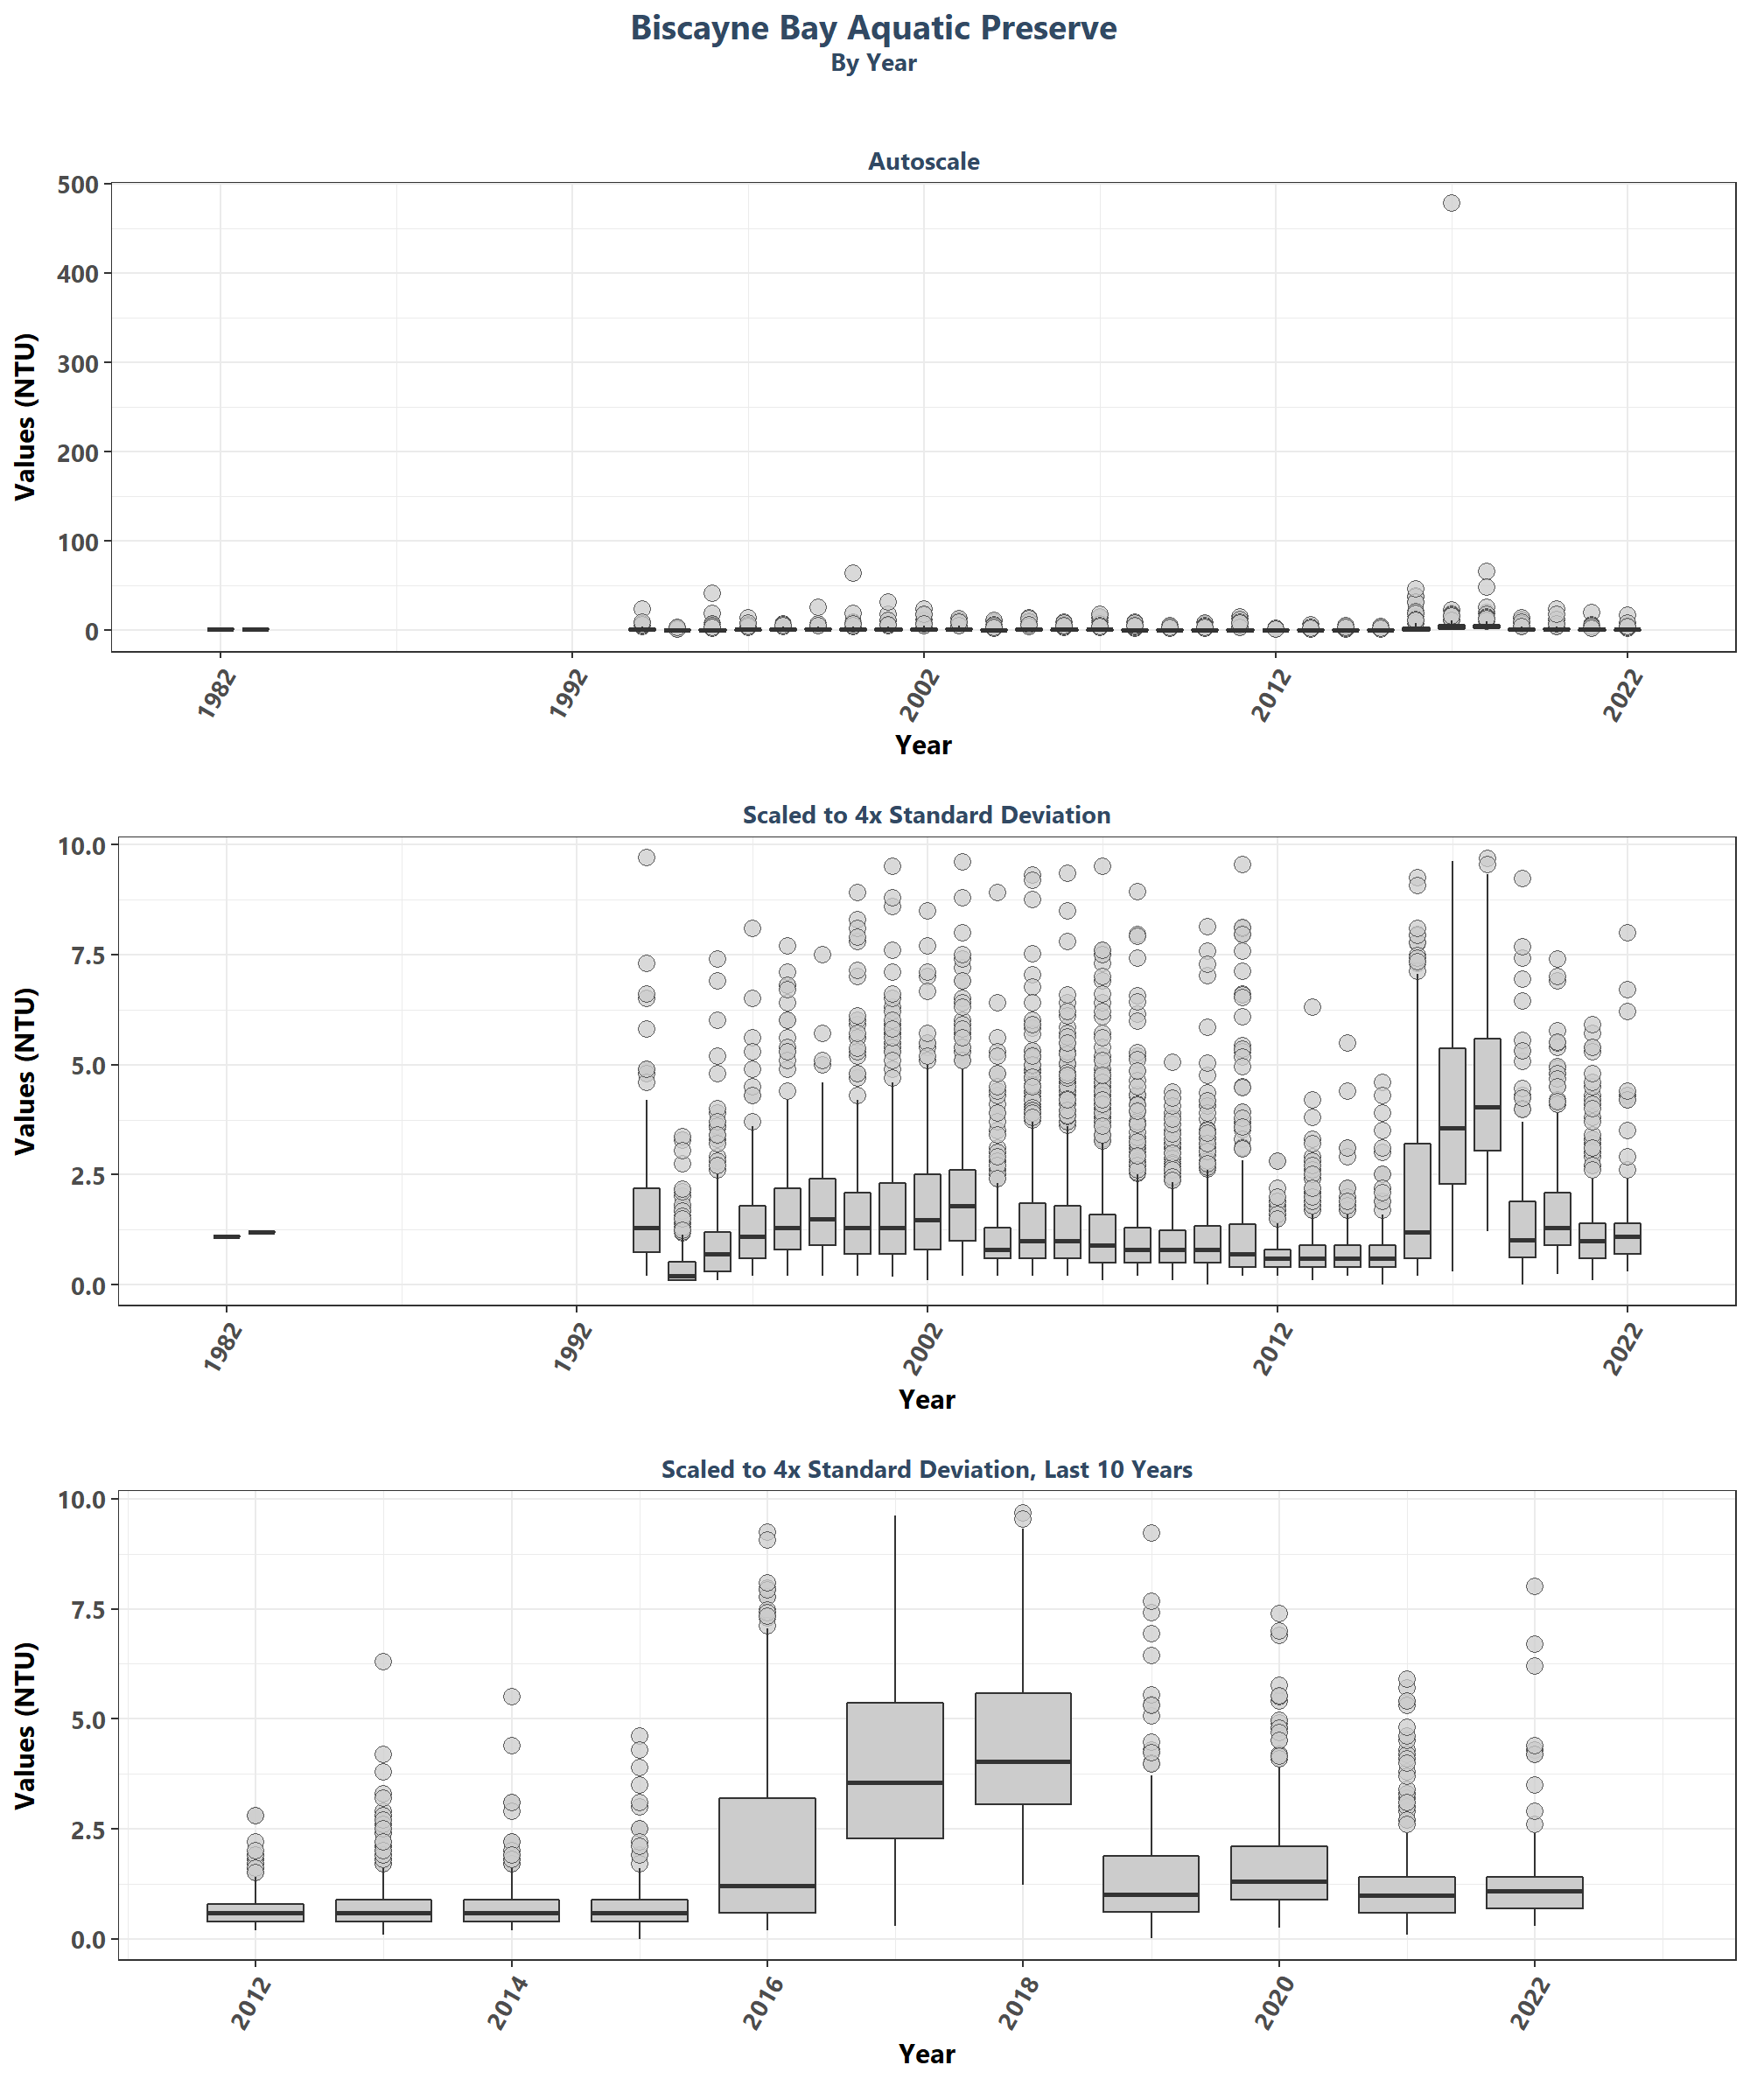 Biscayne Bay Aquatic Preserve
By Year
Autoscale
500
400
300
200
100
0
Values (NTU)
1982
1992
2002
2012
2022
Year
Scaled to 4x Standard Deviation
10.0
7.5
5.0
2.5
0.0
Values (NTU)
1982
1992
2002
2012
2022
Year
Scaled to 4x Standard Deviation, Last 10 Years
10.0
7.5
5.0
2.5
0.0
Values (NTU)
2012
2014
2016
2018
2020
2022
Year